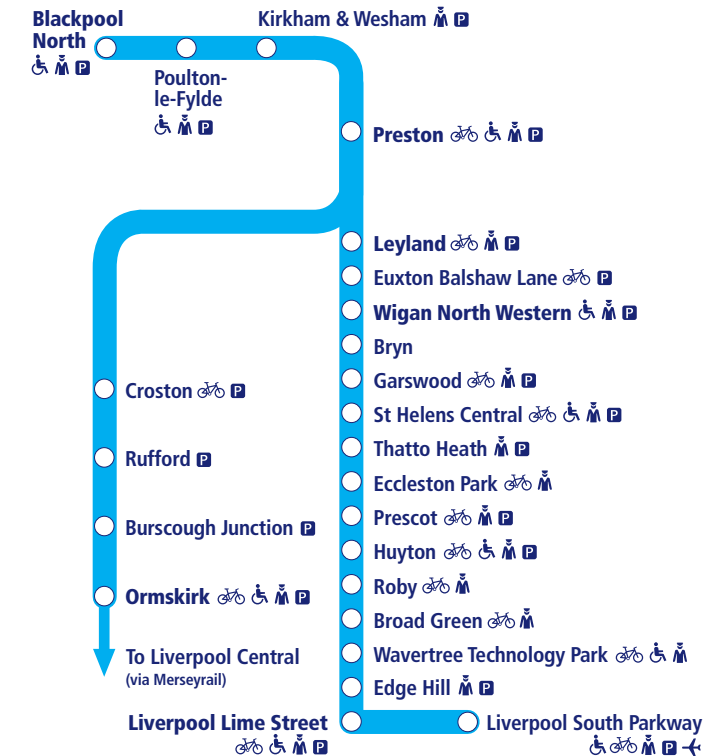 Blackpool
North
Kirkham & Wesham P
P
Poulton-
le-Fylde
P
Preston P
Leyland P
Euxton Balshaw Lane P
Wigan North Western P
Bryn
Garswood P
St Helens Central P
Thatto Heath P
Eccleston Park
Prescot P
Huyton P
Roby
Broad Green
Wavertree Technology Park
Edge Hill P
Croston P
Rufford P
Burscough Junction P
Ormskirk P
To Liverpool Central
(via Merseyrail)
Liverpool Lime Street
P
Liverpool South Parkway
P